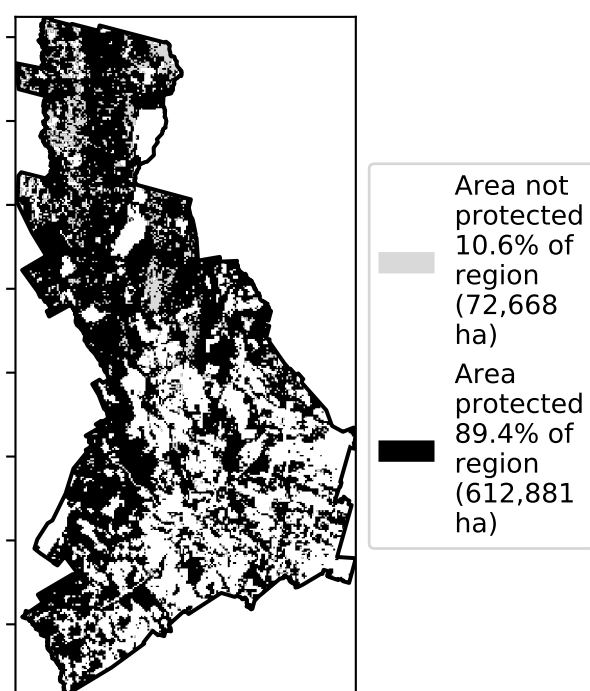 Area not
protected
10.6% of
region
(72,668
ha)
Area
protected
89.4% of
region
(612,881
ha)